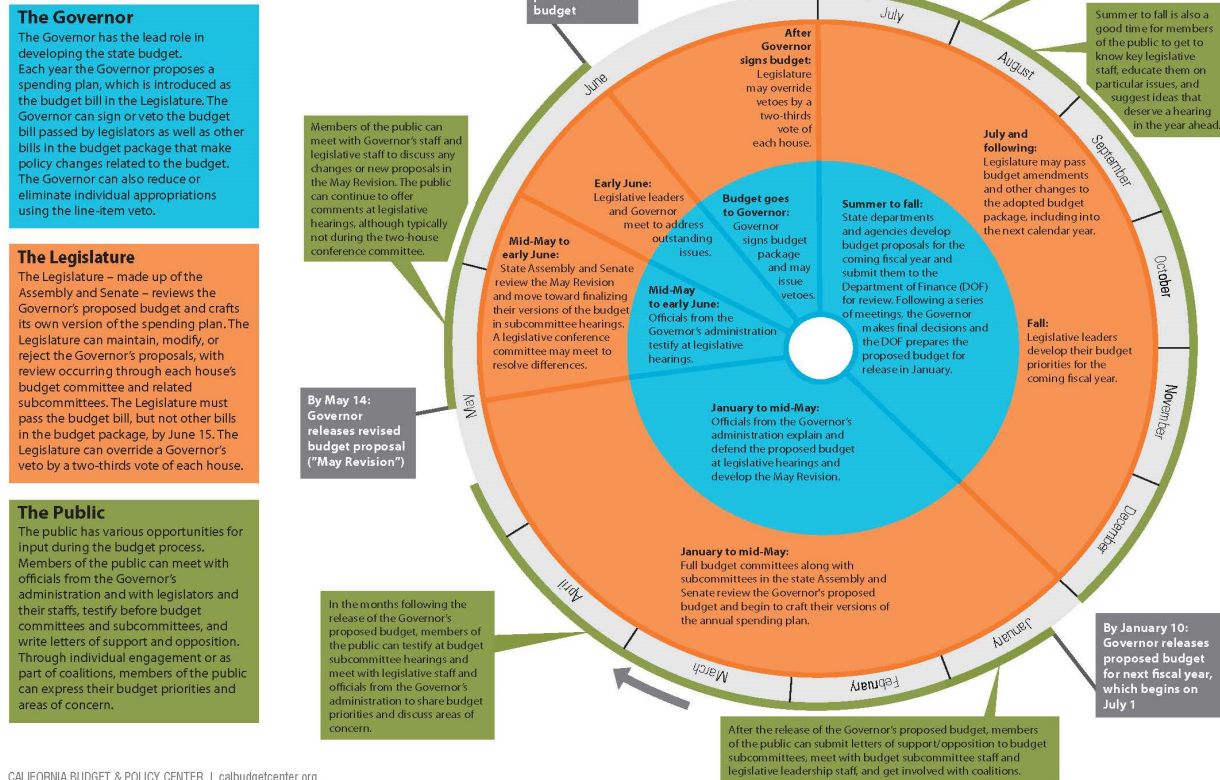 The Governor
The Governor has the lead role in
developing the state budget.
Each year the Governor proposes a
spending plan, which is introduced as
the budget bill in the Legislature. The
Governor can sign or veto the budget
bill passed by legislators as well as other
bills in the budget package that make
policy changes related to the budget.
The Governor can also reduce or
eliminate individual appropriations
using the line-item veto.
The Legislature
The Legislature – made up of the
Assembly and Senate – reviews the
Governor's proposed budget and crafts
its own version of the spending plan. The
Legislature can maintain, modify, or
reject the Governor's proposals, with
review occurring through each house's
budget committee and related
subcommittees. The Legislature must
pass the budget bill, but not other bills
in the budget package, by June 15. The
Legislature can override a Governor's
veto by a two-thirds vote of each house.
The Public
The public has various opportunities for
input during the budget process.
Members of the public can meet with
officials from the Governor's
administration and with legislators and
their staffs, testify before budget
committees and subcommittees, and
write letters of support and opposition.
Through individual engagement or as
part of coalitions, members of the public
can express their budget priorities and
areas of concern.
budget
Members of the public can
meet with Governor's staff and
legislative staff to discuss any
changes or new proposals in
the May Revision. The public
can continue to offer
comments at legislative
hearings, although typically
not during the two-house
conference committee.
By May 14:
Governor
releases revised
budget proposal
("May Revision")
In the months following the
release of the Governor's
proposed budget, members of
the public can testify at budget
subcommittee hearings and
meet with legislative staff and
officials from the Governor's
administration to share budget
priorities and discuss areas of
concern.
After the release of the Governor's proposed budget, members
of the public can submit letters of support/opposition to budget
subcommittees, meet with budget subcommittee staff and
legislative leadership staff, and get involved with coalitions.
By January 10:
Governor releases
proposed budget
for next fiscal year,
which begins on
July 1
Summer to fall is also a
good time for members
of the public to get to
know key legislative
staff, educate them on
particular issues, and
suggest ideas that
deserve a hearing
in the year ahead.
July
August
September
October
November
December
January
February
March
April
May
June
After
Governor
signs budget:
Legislature
may override
vetoes by a
two-thirds
vote of
each house.
July and
following:
Legislature may pass
budget amendments
and other changes to
the adopted budget
package, including into
the next calendar year.
Fall:
Legislative leaders
develop their budget
priorities for the
coming fiscal year.
January to mid-May:
Full budget committees along with
subcommittees in the state Assembly and
Senate review the Governor's proposed
budget and begin to craft their versions of
the annual spending plan.
Mid-May to
early June:
State Assembly and Senate
review the May Revision
and move toward finalizing
their versions of the budget
in subcommittee hearings.
A legislative conference
committee may meet to
resolve differences.
Early June:
Legislative leaders
and Governor
meet to address
outstanding
issues.
Budget goes
to Governor:
Governor
signs budget
package
and may
issue
vetoes.
Summer to fall:
State departments
and agencies develop
budget proposals for the
coming fiscal year and
submit them to the
Department of Finance (DOF)
for review. Following a series
of meetings, the Governor
makes final decisions and
the DOF prepares the
proposed budget for
release in January.
Mid-May
to early June:
Officials from the
Governor's administration
testify at legislative
hearings.
January to mid-May:
Officials from the Governor's
administration explain and
defend the proposed budget
at legislative hearings and
develop the May Revision.
CALIFORNIA BUDGET & POLICY CENTER | calbudgetcenter.org